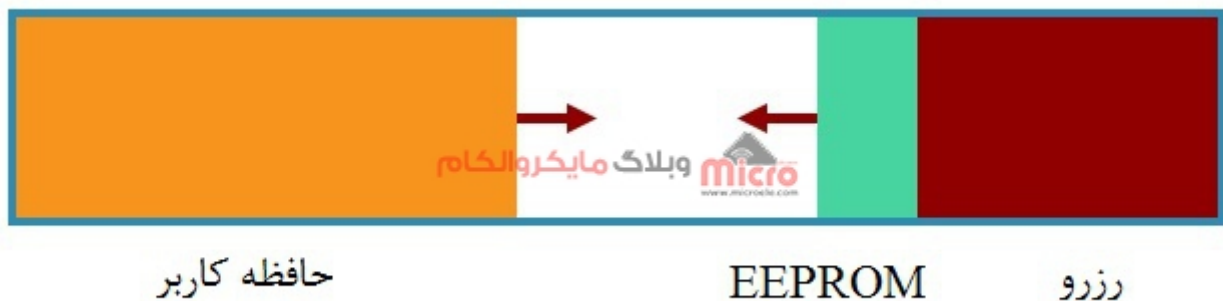 وبلاگ مایکروالکام
micro
www.microele.com
حافظه کاربر
EEPROM
رزرو